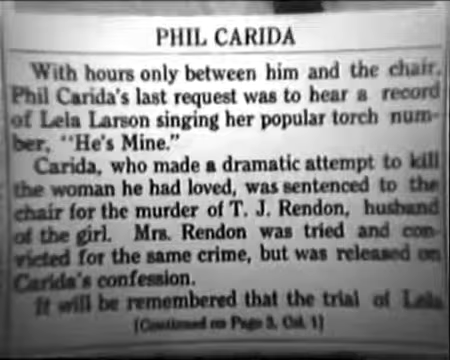 PHIL CARIDA
With hours only between him and the chair,
Phil Carida's last request was to hear a record
of Lela Larson singing her popular torch num-
ber, "He's Mine."
Carida, who made a dramatic attempt to kill
the woman he had loved, was sentenced to the
chair for the murder of T. J. Rendon, husband
of the girl. Mrs. Rendon was tried and con-
victed for the same crime, but was released on
Carida's confession.
It will be remembered that the trial of Lela
(Continued on Page 3, Col. 1)